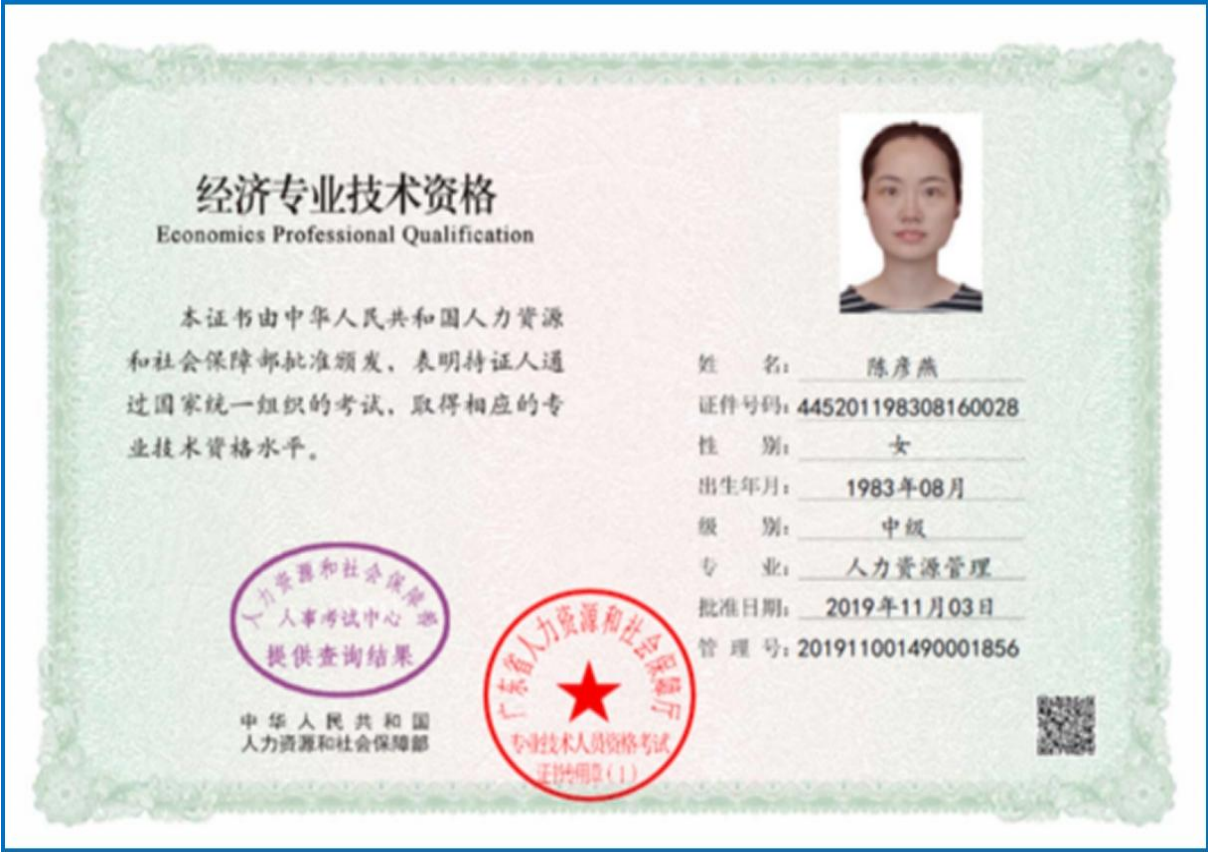 经济专业技术资格
Economics Professional Qualification
本证书由中华人民共和国人力资源
和社会保障部批准颁发，表明持证人通
过国家统一组织的考试，取得相应的专
业技术资格水平。
姓 名：陈彦燕
证件号码：445201198308160028
性 别：女
出生年月：1983年08月
级 别：中级
专 业：人力资源管理
批准日期：2019年11月03日
管 理 号：201911001490001856
人力资源和社会保障部
人事考试中心
提供查询结果
中华人民共和国
人力资源和社会保障部
广东省人力资源和社会保障厅
专业技术人员资格考试
证书专用章(1)